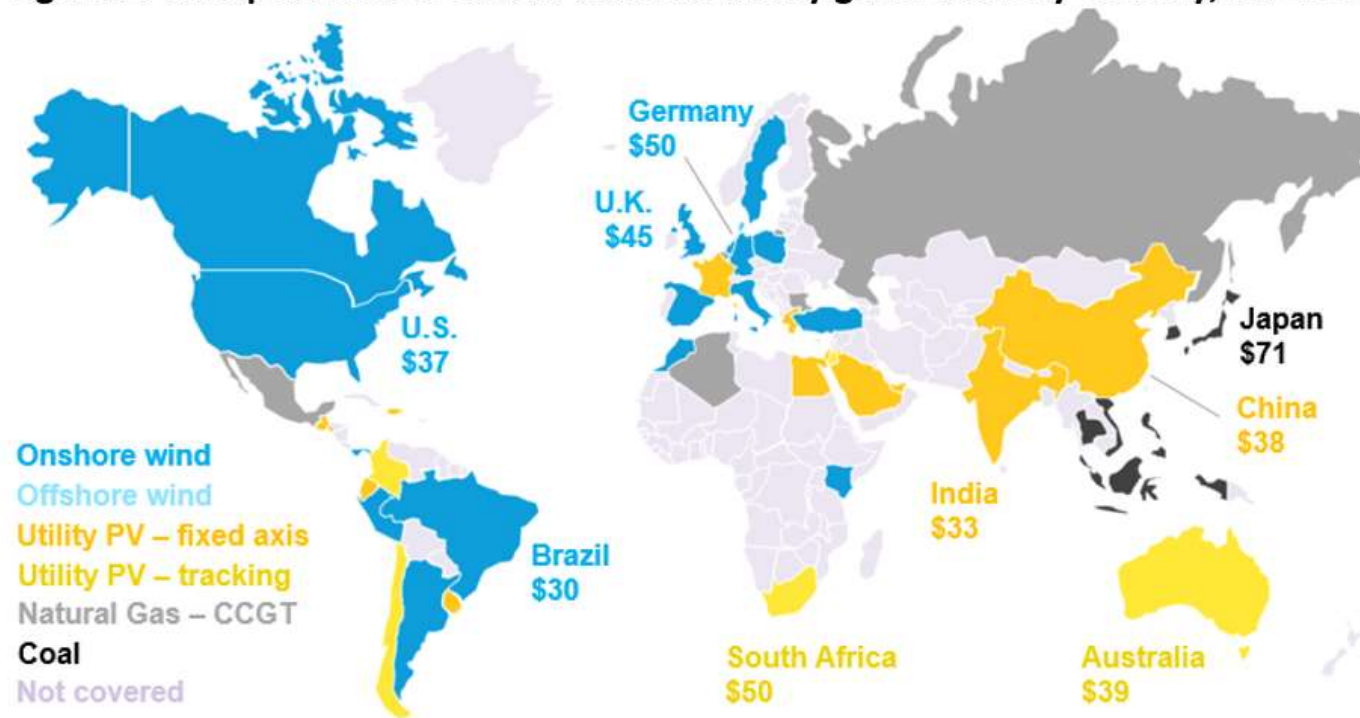 Germany
$50
U.K.
$45
U.S.
$37
Japan
$71
China
$38
India
$33
Brazil
$30
South Africa
$50
Australia
$39
Onshore wind
Offshore wind
Utility PV – fixed axis
Utility PV – tracking
Natural Gas – CCGT
Coal
Not covered